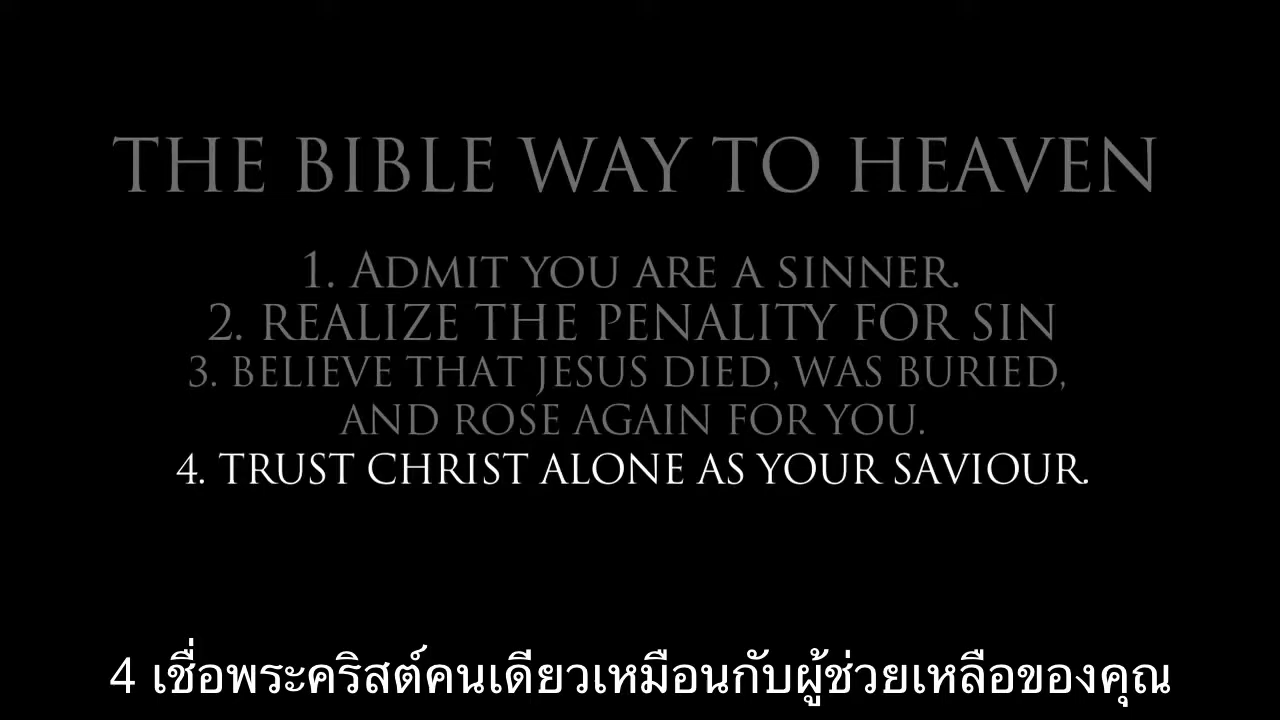 THE BIBLE WAY TO HEAVEN
1. ADMIT YOU ARE A SINNER.
2. REALIZE THE PENALITY FOR SIN
3. BELIEVE THAT JESUS DIED, WAS BURIED,
AND ROSE AGAIN FOR YOU.
4. TRUST CHRIST ALONE AS YOUR SAVIOUR.
4 เชื่อพระคริสต์คนเดียวเหมือนกับผู้ช่วยเหลือของคุณ